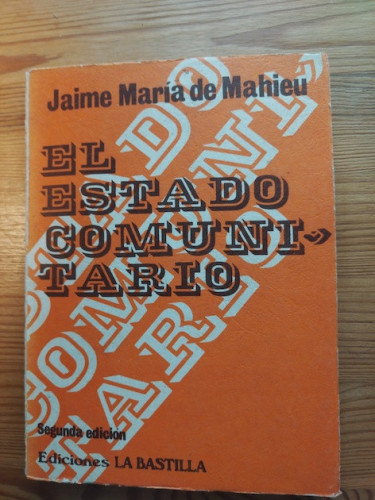 Jaime María de Mahieu
EL
ESTADO
COMUNI-
TARIO
Segunda edición
Ediciones LA BASTILLA